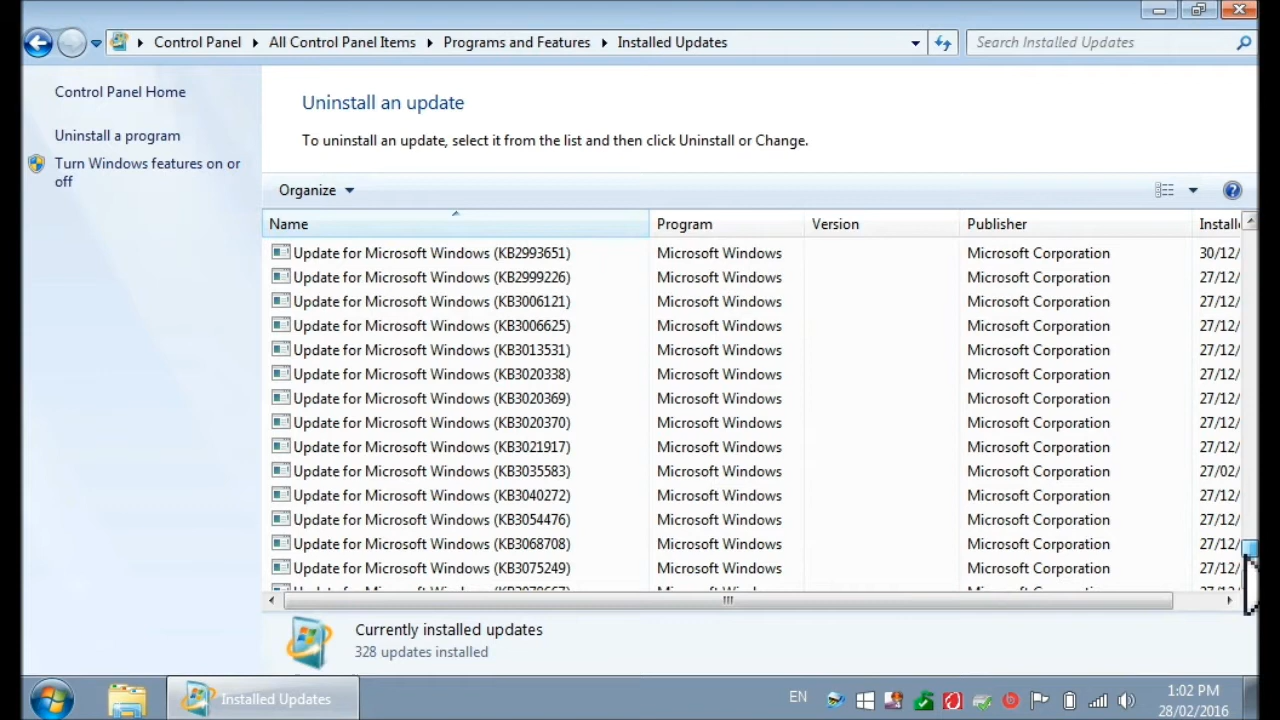 Control Panel
All Control Panel Items
Programs and Features
Installed Updates
Search Installed Updates
Control Panel Home
Uninstall a program
Turn Windows features on or
off
Uninstall an update
To uninstall an update, select it from the list and then click Uninstall or Change.
Organize
Name Program Version Publisher Installe
Update for Microsoft Windows (KB2993651) Microsoft Windows Microsoft Corporation 30/12/
Update for Microsoft Windows (KB2999226) Microsoft Windows Microsoft Corporation 27/12/
Update for Microsoft Windows (KB3006121) Microsoft Windows Microsoft Corporation 27/12/
Update for Microsoft Windows (KB3006625) Microsoft Windows Microsoft Corporation 27/12/
Update for Microsoft Windows (KB3013531) Microsoft Windows Microsoft Corporation 27/12/
Update for Microsoft Windows (KB3020338) Microsoft Windows Microsoft Corporation 27/12/
Update for Microsoft Windows (KB3020369) Microsoft Windows Microsoft Corporation 27/12/
Update for Microsoft Windows (KB3020370) Microsoft Windows Microsoft Corporation 27/12/
Update for Microsoft Windows (KB3021917) Microsoft Windows Microsoft Corporation 27/12/
Update for Microsoft Windows (KB3035583) Microsoft Windows Microsoft Corporation 27/02/
Update for Microsoft Windows (KB3040272) Microsoft Windows Microsoft Corporation 27/12/
Update for Microsoft Windows (KB3054476) Microsoft Windows Microsoft Corporation 27/12/
Update for Microsoft Windows (KB3068708) Microsoft Windows Microsoft Corporation 27/12/
Update for Microsoft Windows (KB3075249) Microsoft Windows Microsoft Corporation 27/12/
Currently installed updates
328 updates installed
Installed Updates
EN
1:02 PM
28/02/2016